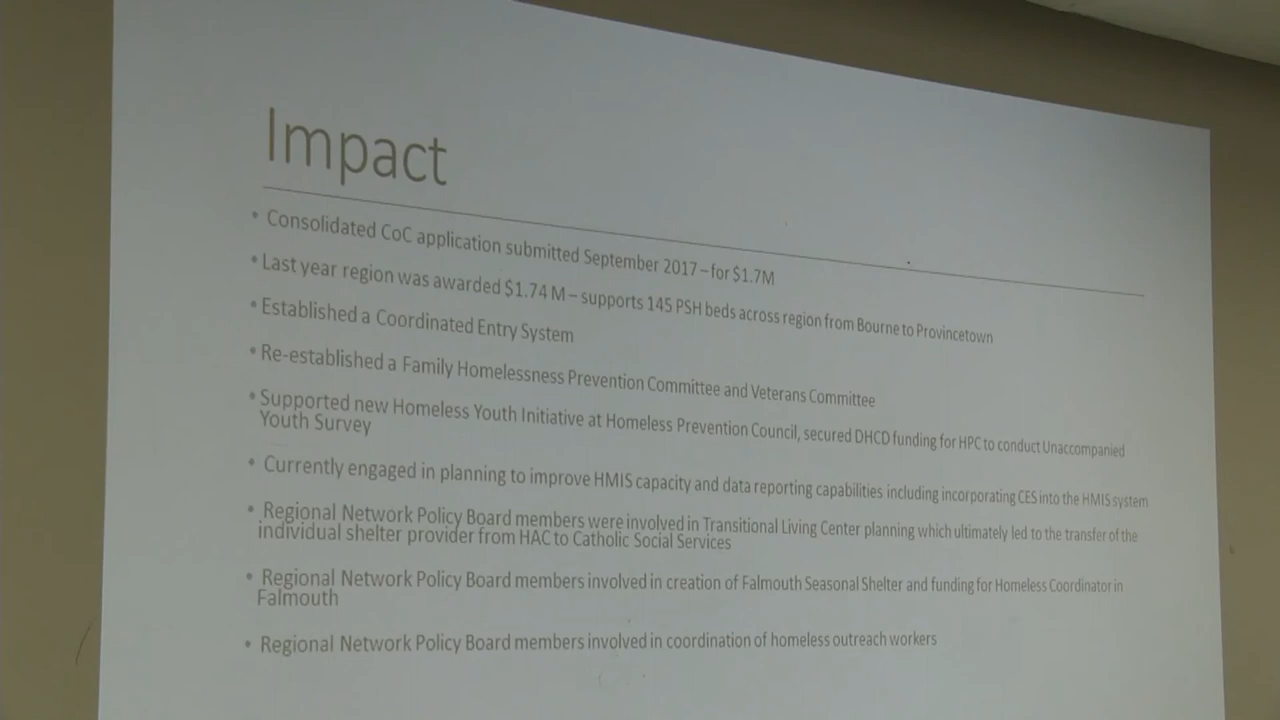 Impact
• Consolidated CoC application submitted September 2017 – for $1.7M
• Last year region was awarded $1.74 M – supports 145 PSH beds across region from Bourne to Provincetown
• Established a Coordinated Entry System
• Re-established a Family Homelessness Prevention Committee and Veterans Committee
• Supported new Homeless Youth Initiative at Homeless Prevention Council, secured DHCD funding for HPC to conduct Unaccompanied
Youth Survey
• Currently engaged in planning to improve HMIS capacity and data reporting capabilities including incorporating CES into the HMIS system
• Regional Network Policy Board members were involved in Transitional Living Center planning which ultimately led to the transfer of the
individual shelter provider from HAC to Catholic Social Services
• Regional Network Policy Board members involved in creation of Falmouth Seasonal Shelter and funding for Homeless Coordinator in
Falmouth
• Regional Network Policy Board members involved in coordination of homeless outreach workers